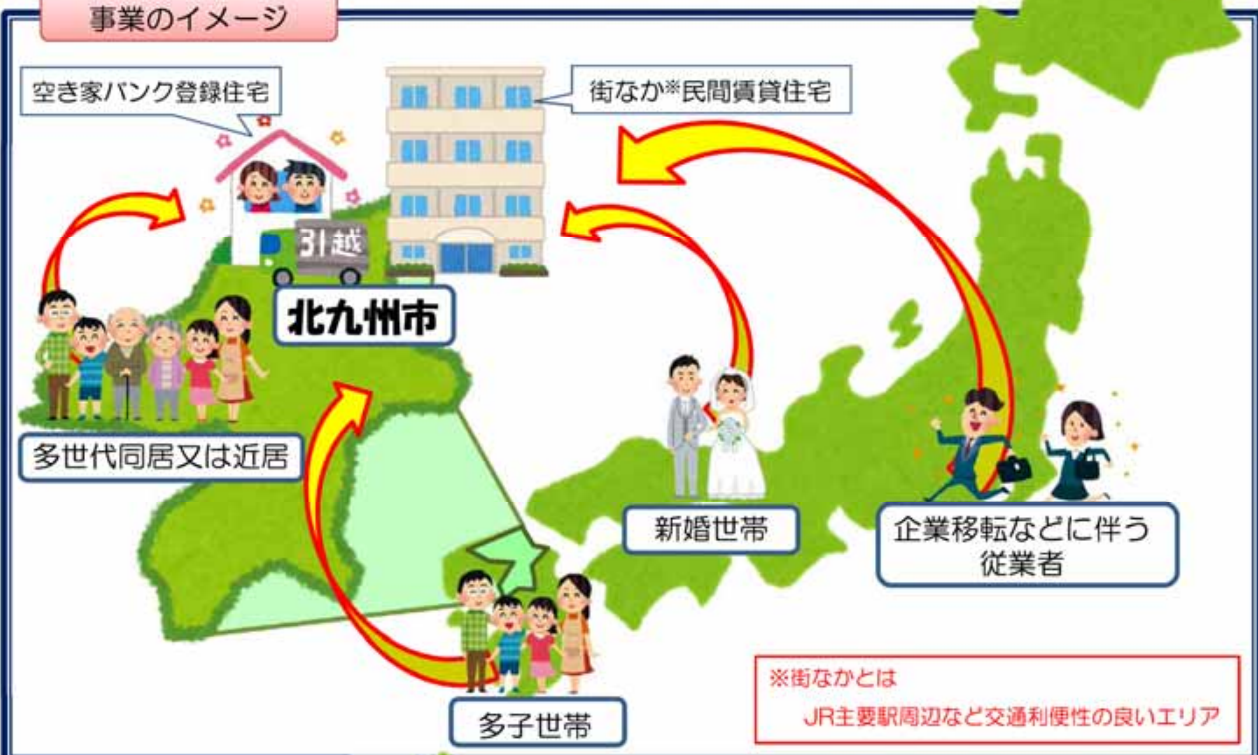 事業のイメージ
空き家バンク登録住宅
街なか※民間賃貸住宅
引越
北九州市
多世代同居又は近居
新婚世帯
企業移転などに伴う
従業者
多子世帯
※街なかとは
JR主要駅周辺など交通利便性の良いエリア